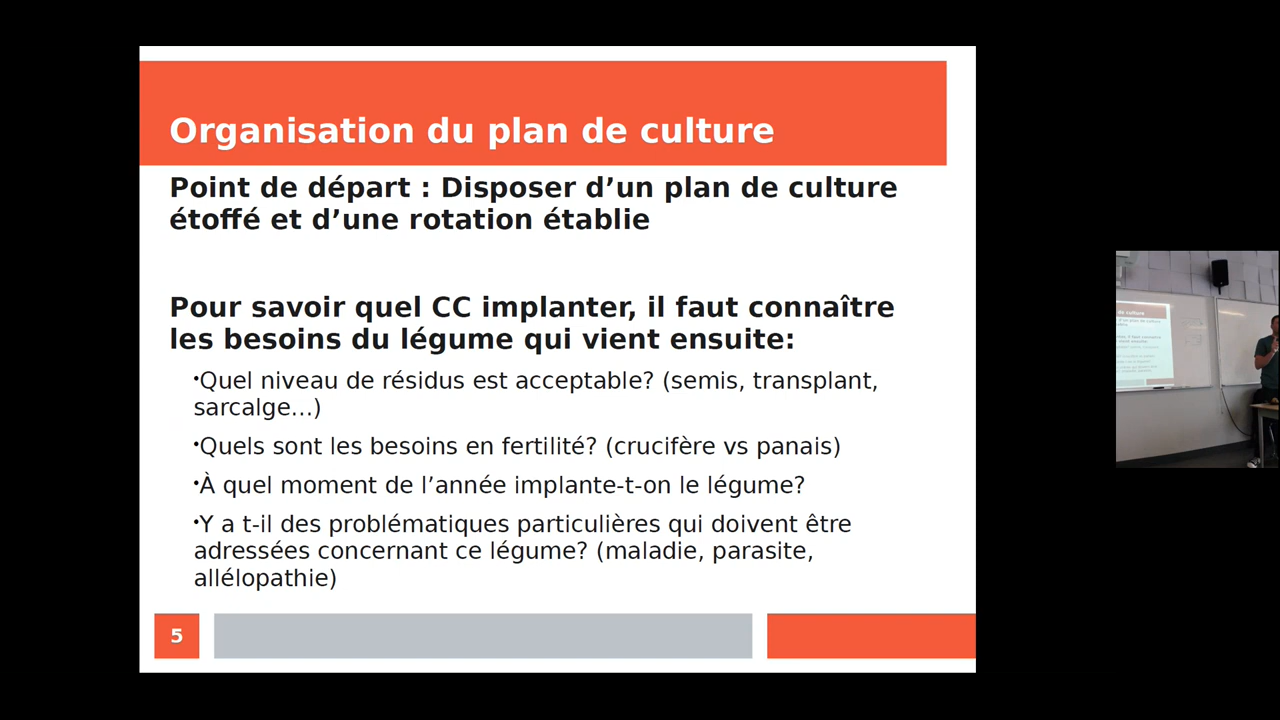 Organisation du plan de culture
Point de départ : Disposer d’un plan de culture
étoffé et d’une rotation établie
Pour savoir quel CC implanter, il faut connaître
les besoins du légume qui vient ensuite:
•Quel niveau de résidus est acceptable? (semis, transplant,
sarcalge...)
•Quels sont les besoins en fertilité? (crucifère vs panais)
•À quel moment de l’année implante-t-on le légume?
•Y a t-il des problématiques particulières qui doivent être
adressées concernant ce légume? (maladie, parasite,
allélopathie)
5